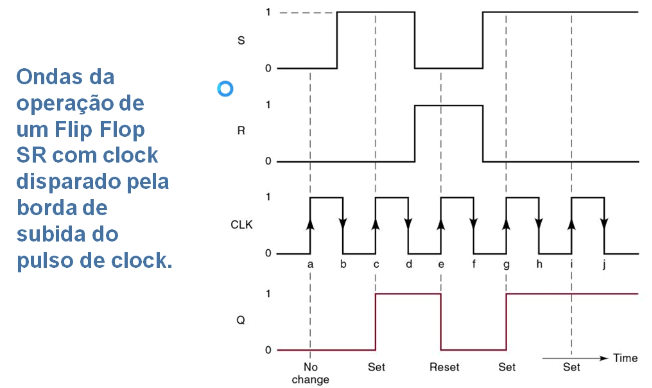 Ondas da
operação de
um Flip Flop
SR com clock
disparado pela
borda de
subida do
pulso de clock.
1
S
0
1
R
0
1
CLK
0
a b c d e f g h i j
1
Q
0
Time
No Set Reset Set Set
change